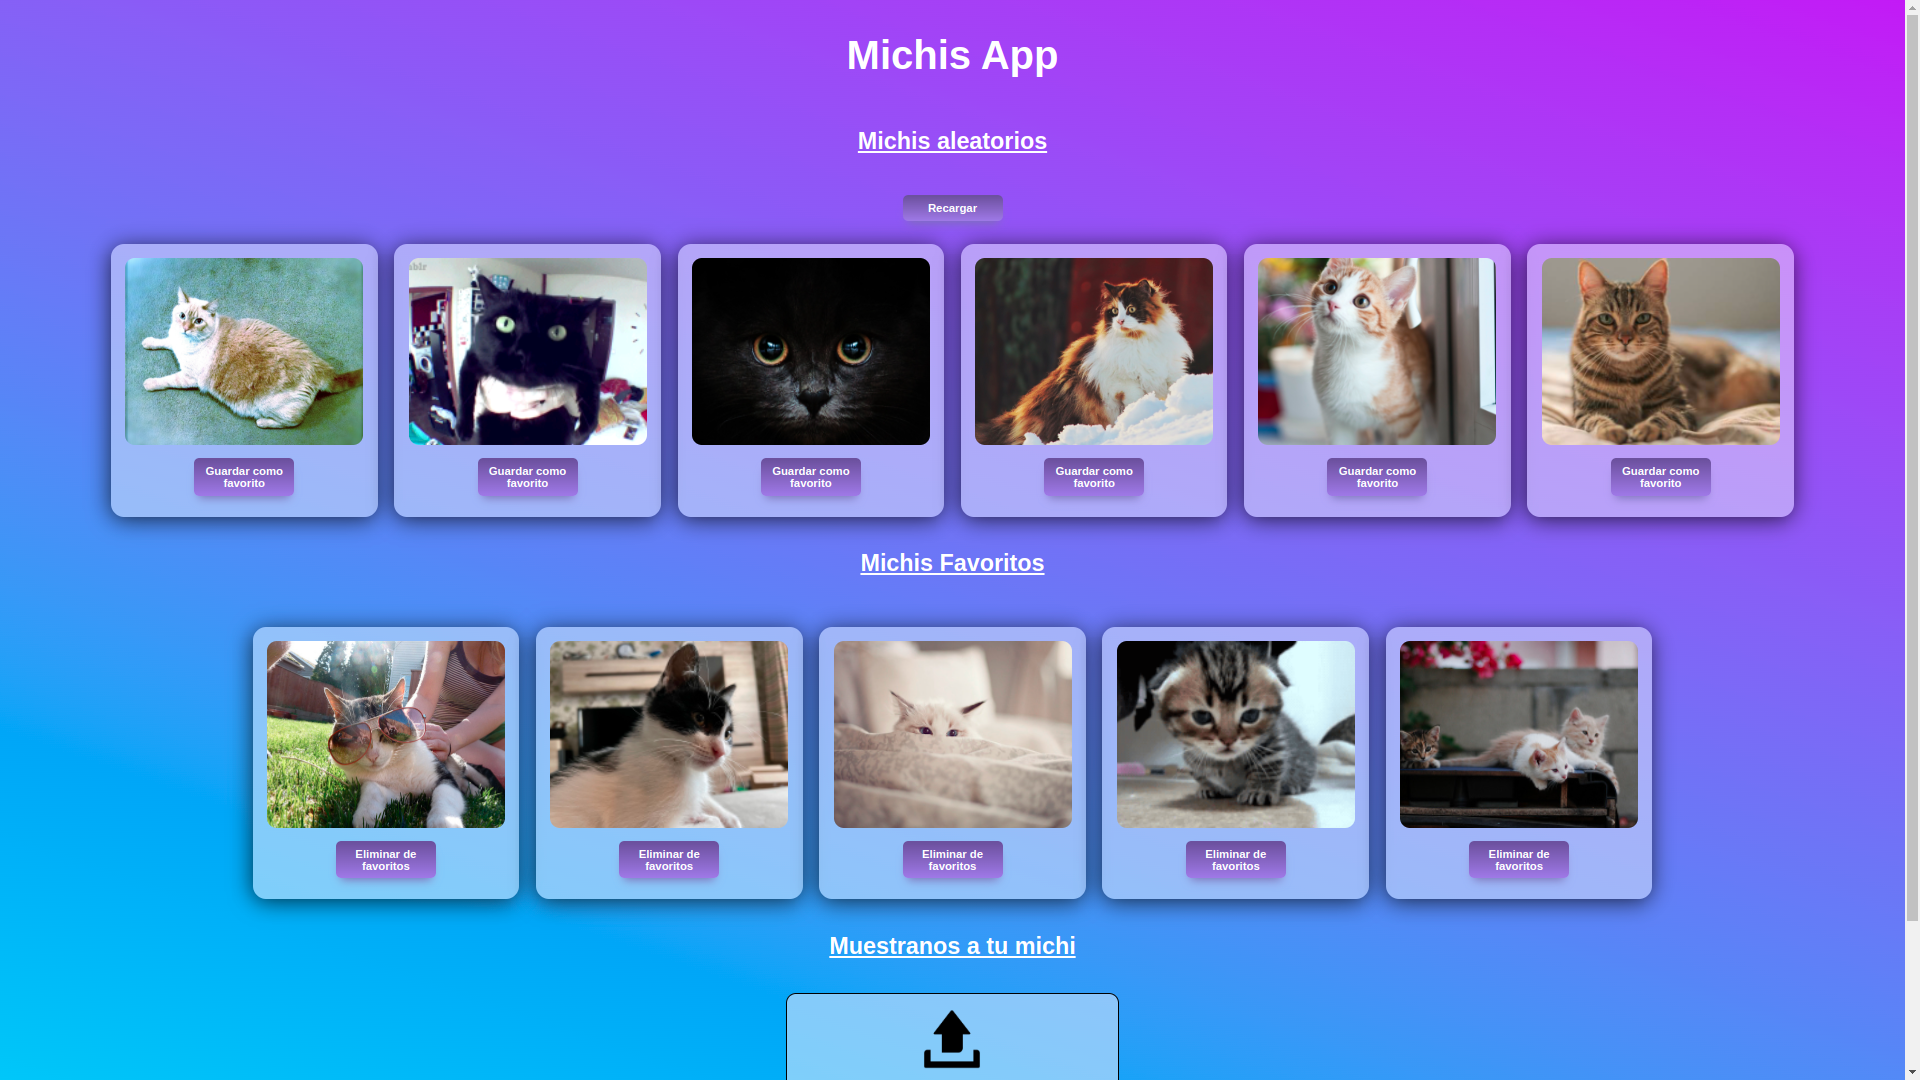 Michis App
Michis aleatorios
Recargar
Guardar como
favorito
Guardar como
favorito
Guardar como
favorito
Guardar como
favorito
Guardar como
favorito
Guardar como
favorito
Michis Favoritos
Eliminar de
favoritos
Eliminar de
favoritos
Eliminar de
favoritos
Eliminar de
favoritos
Eliminar de
favoritos
Muestranos a tu michi